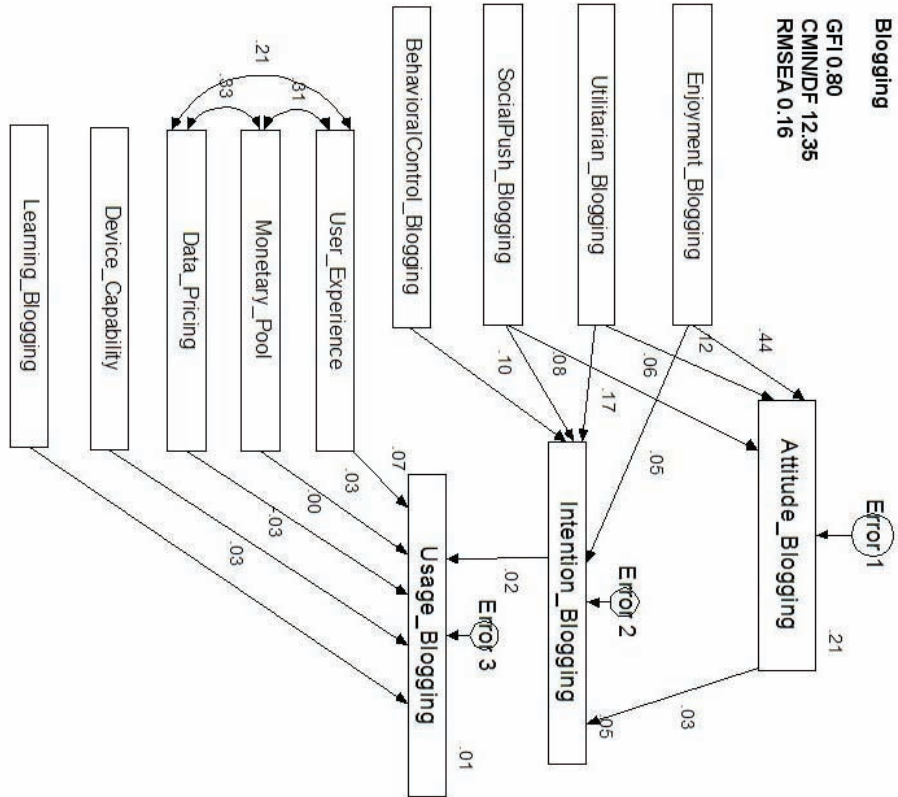 Blogging
GFI 0.80
CMIN/DF 12.35
RMSEA 0.16
Enjoyment_Blogging
Utilitarian_Blogging
SocialPush_Blogging
BehavioralControl_Blogging
User_Experience
Monetary_Pool
Data_Pricing
Device_Capability
Learning_Blogging
.21
.33
.31
.44
.12
.06
.17
.08
.10
.05
.07
.03
.00
-.03
.03
Error 1
Attitude_Blogging
.21
Error 2
Intention_Blogging
.05
.03
.02
Error 3
Usage_Blogging
.01